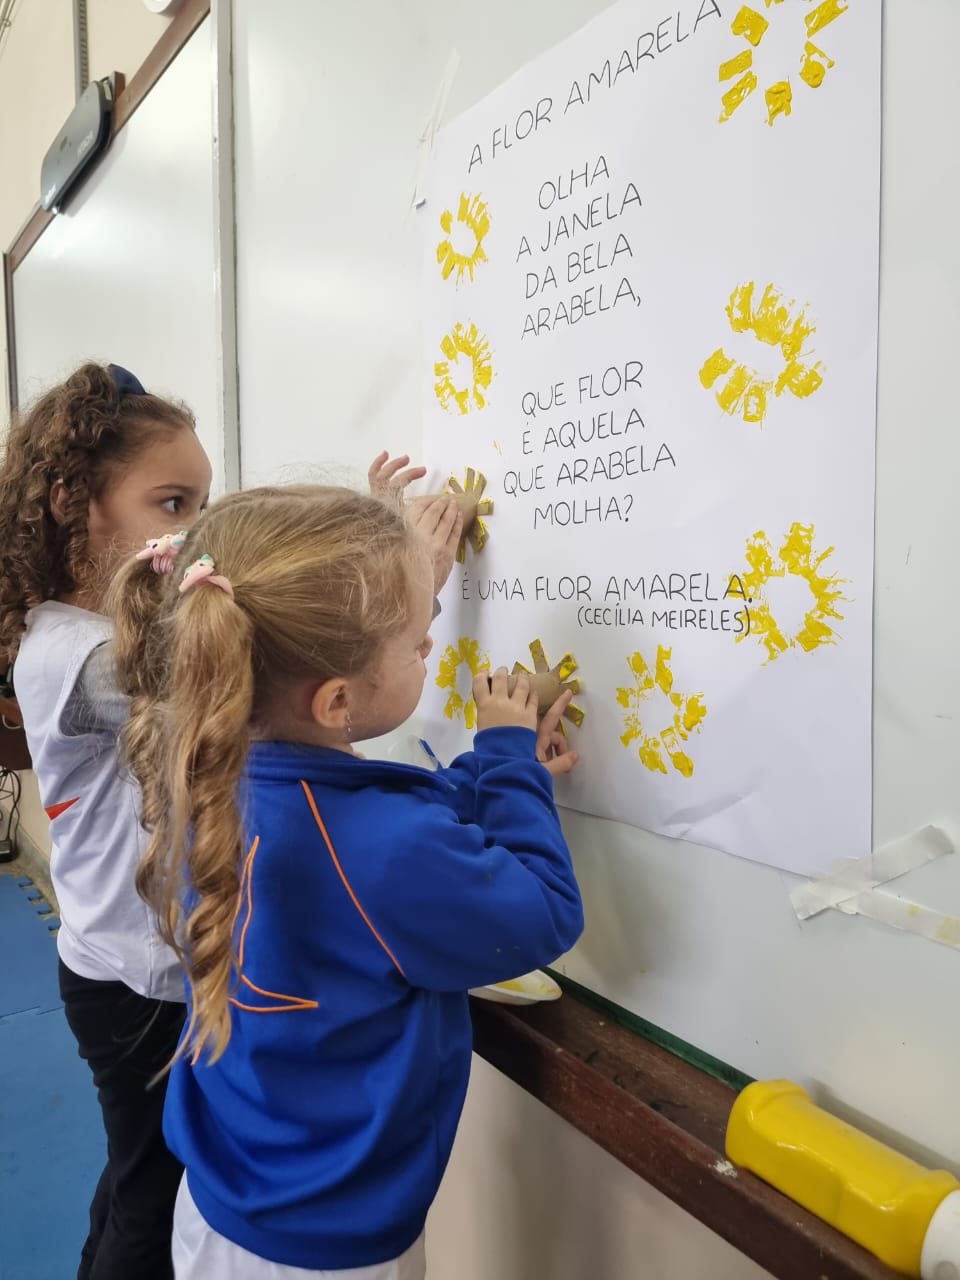 A FLOR AMARELA
OLHA
A JANELA
DA BELA
ARABELA,
QUE FLOR
É AQUELA
QUE ARABELA
MOLHA?
É UMA FLOR AMARELA.
(CECÍLIA MEIRELES)